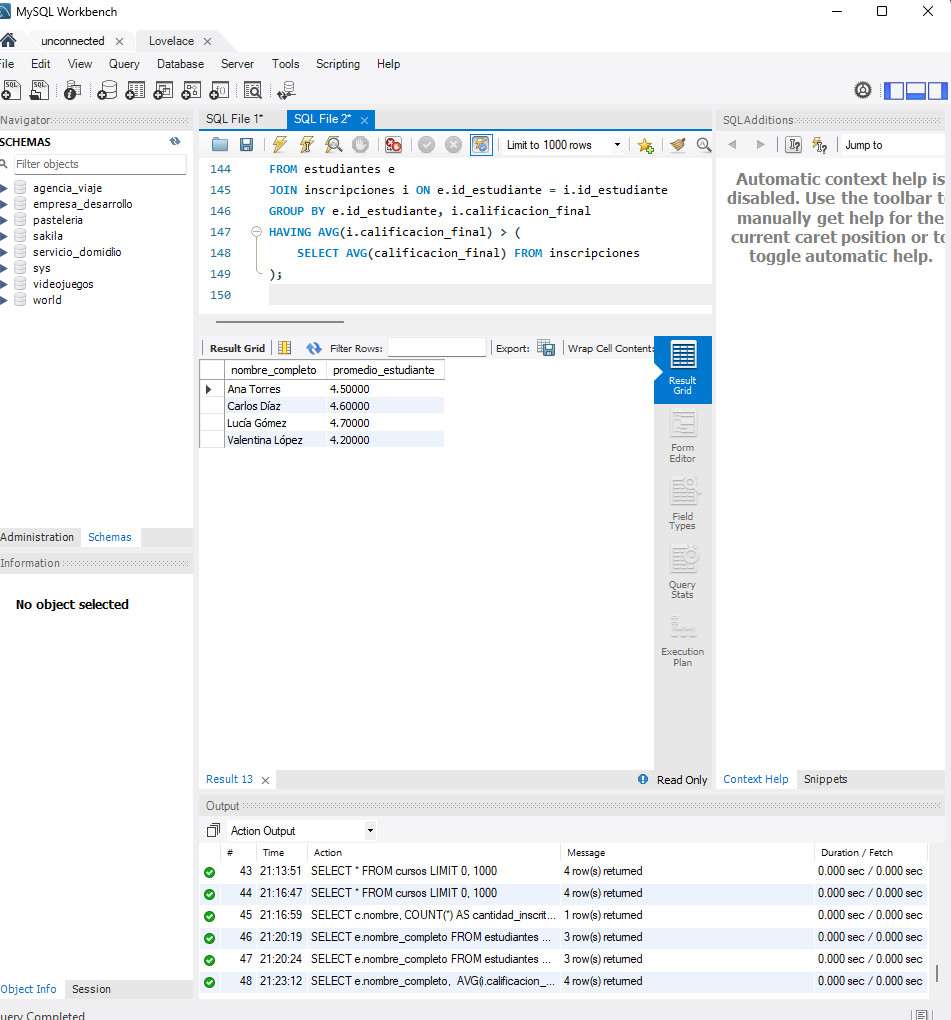 MySQL Workbench
unconnected
Lovelace
File Edit View Query Database Server Tools Scripting Help
Navigator
SCHEMAS
Filter objects
agencia_viaje
empresa_desarrollo
pasteleria
sakila
servicio_domidlio
sys
videojuegos
world
Administration Schemas
Information
No object selected
Object Info Session
SQL File 1*
SQL File 2*
Limit to 1000 rows
144 FROM estudiantes e
145 JOIN inscripciones i ON e.id_estudiante = i.id_estudiante
146 GROUP BY e.id_estudiante, i.calificacion_final
147 HAVING AVG(i.calificacion_final) > (
148 SELECT AVG(calificacion_final) FROM inscripciones
149 );
150
Result Grid Filter Rows: Export: Wrap Cell Content:
nombre_completo promedio_estudiante
Ana Torres 4.50000
Carlos Díaz 4.60000
Lucía Gómez 4.70000
Valentina López 4.20000
Result
Grid
Form
Editor
Field
Types
Query
Stats
Execution
Plan
Result 13
Read Only
SQLAdditions
Jump to
Automatic context help is
disabled. Use the toolbar t
manually get help for the
current caret position or to
toggle automatic help.
Context Help Snippets
Output
Action Output
# Time Action Message Duration / Fetch
43 21:13:51 SELECT * FROM cursos LIMIT 0, 1000 4 row(s) returned 0.000 sec / 0.000 sec
44 21:16:47 SELECT * FROM cursos LIMIT 0, 1000 4 row(s) returned 0.000 sec / 0.000 sec
45 21:16:59 SELECT c.nombre, COUNT(*) AS cantidad_inscrit... 1 row(s) returned 0.000 sec / 0.000 sec
46 21:20:19 SELECT e.nombre_completo FROM estudiantes ... 3 row(s) returned 0.000 sec / 0.000 sec
47 21:20:24 SELECT e.nombre_completo FROM estudiantes ... 3 row(s) returned 0.000 sec / 0.000 sec
48 21:23:12 SELECT e.nombre_completo, AVG(i.calificacion_... 4 row(s) returned 0.000 sec / 0.000 sec
uery Completed